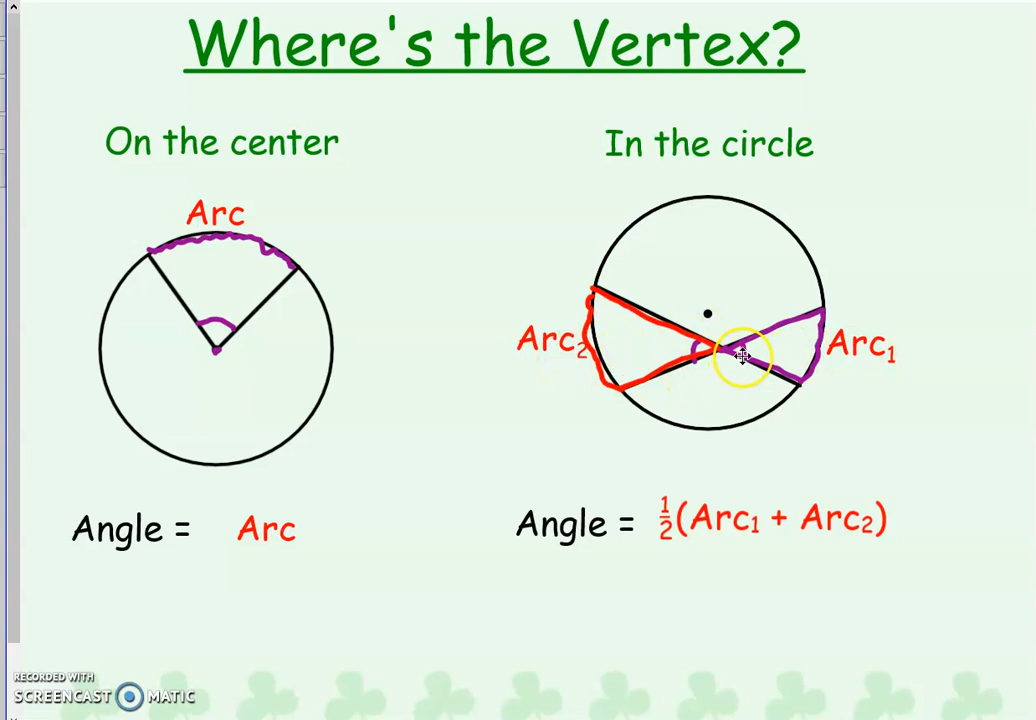 Where's the Vertex?
On the center
In the circle
Arc
Arc₂
Arc₁
Angle = Arc
Angle = ½(Arc₁ + Arc₂)
RECORDED WITH
SCREENCAST MATIC